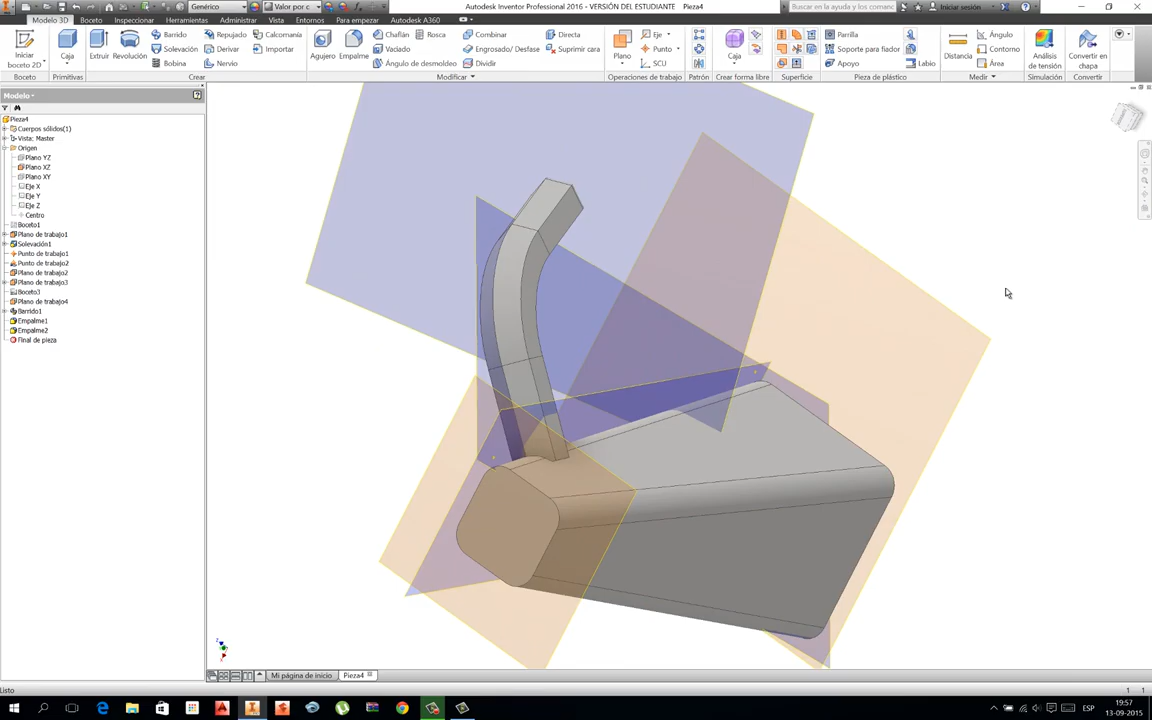 Genérico
Valor por c
Autodesk Inventor Professional 2016 - VERSIÓN DEL ESTUDIANTE    Pieza4
Buscar en la ayuda y los comanc
Iniciar sesión
Modelo 3D
Boceto
Inspeccionar
Herramientas
Administrar
Vista
Entornos
Para empezar
Autodesk A360
Iniciar boceto 2D
Caja
Extruir
Revolución
Barrido
Solevación
Bobina
Repujado
Derivar
Nervio
Calcomanía
Importar
Agujero
Empalme
Chaflán
Vaciado
Ángulo de desmoldeo
Rosca
Combinar
Engrosado/ Desfase
Dividir
Directa
Suprimir cara
Plano
Eje
Punto
SCU
Caja
Parrilla
Soporte para fiador
Apoyo
Labio
Distancia
Ángulo
Contorno
Área
Análisis de tensión
Convertir en chapa
Boceto
Primitivas
Crear
Modificar
Operaciones de trabajo
Patrón
Crear forma libre
Superficie
Pieza de plástico
Medir
Simulación
Convertir
Modelo
Pieza4
Cuerpos sólidos(1)
Vista: Master
Origen
Plano YZ
Plano XZ
Plano XY
Eje X
Eje Y
Eje Z
Centro
Boceto1
Plano de trabajo1
Solevación1
Punto de trabajo1
Punto de trabajo2
Plano de trabajo2
Plano de trabajo3
Boceto3
Plano de trabajo4
Barrido1
Empalme1
Empalme2
Final de pieza
Mi página de inicio
Pieza4
Listo
1    1
ESP
19:57
13-09-2015